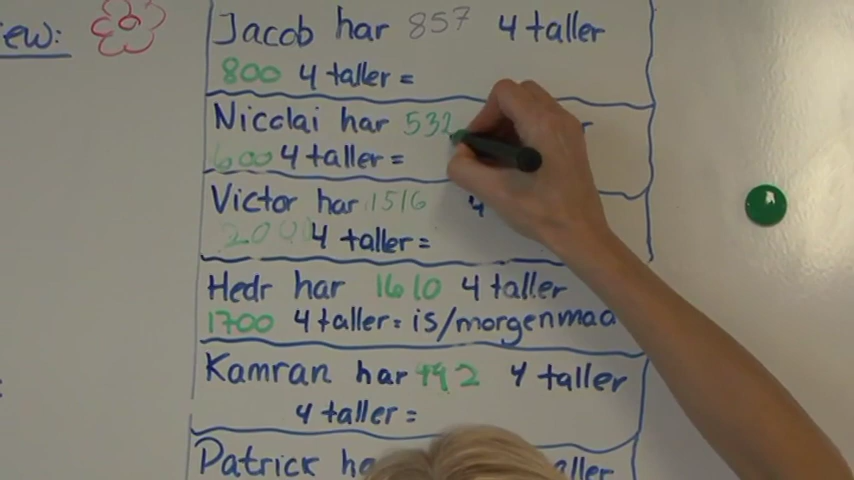 ew:
Jacob har 857 4 taller
800 4 taller =
Nicolai har 532
600 4 taller =
Victor har 1516 4
2000 4 taller =
Hedr har 1610 4 taller
1700 4 taller = is/morgenmad
Kamran har 492 4 taller
4 taller =
Patrick